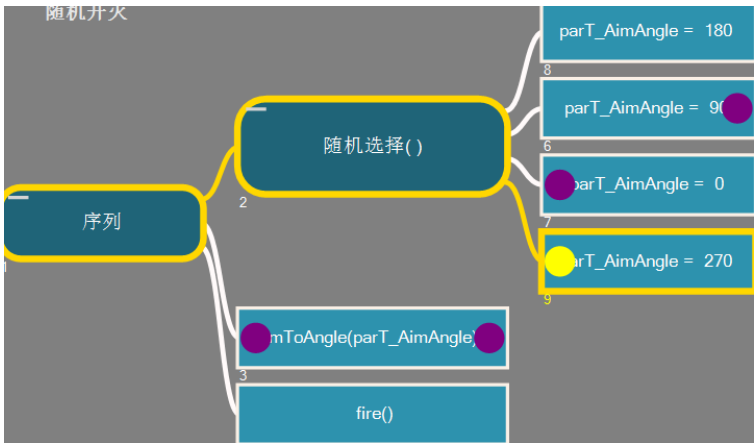 随机开火
parT_AimAngle = 180
8
parT_AimAngle = 90
6
随机选择( )
2
parT_AimAngle = 0
7
序列
1
parT_AimAngle = 270
9
mToAngle(parT_AimAngle)
3
fire()